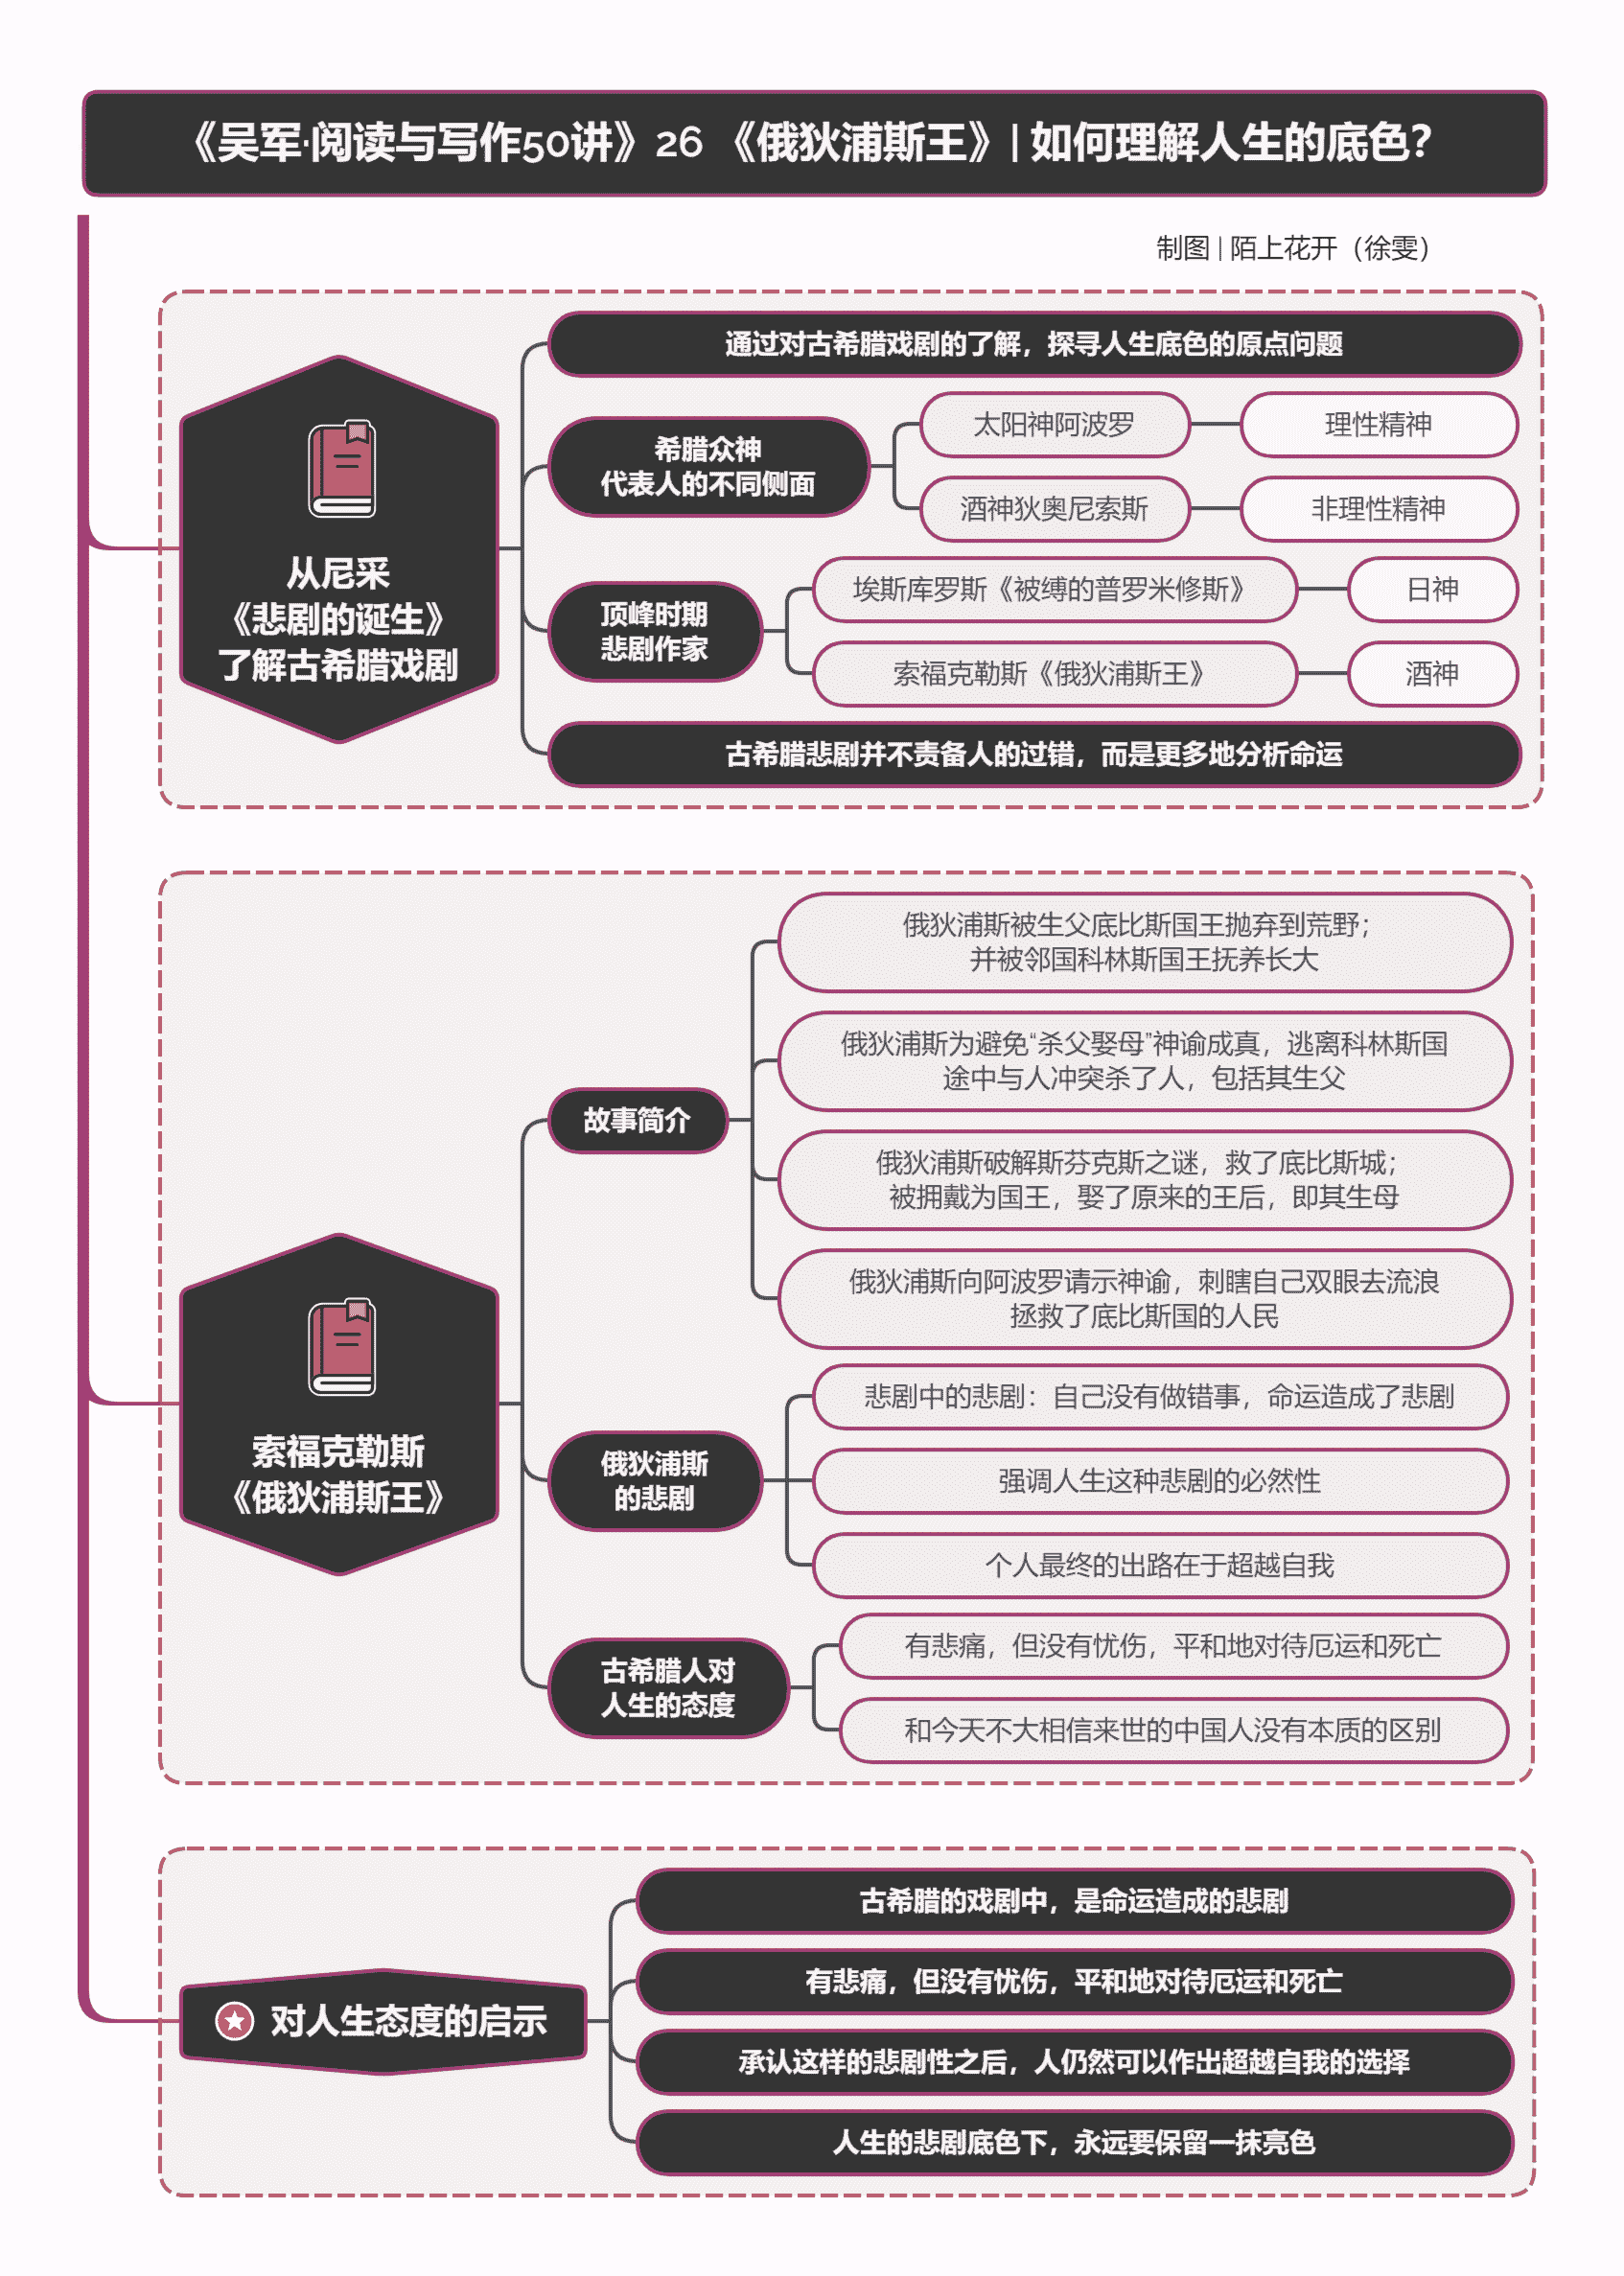 《吴军·阅读与写作50讲》26 《俄狄浦斯王》| 如何理解人生的底色?
制图 | 陌上花开（徐雯）
从尼采
《悲剧的诞生》
了解古希腊戏剧
通过对古希腊戏剧的了解，探寻人生底色的原点问题
希腊众神
代表人的不同侧面
太阳神阿波罗
理性精神
酒神狄奥尼索斯
非理性精神
顶峰时期
悲剧作家
埃斯库罗斯《被缚的普罗米修斯》
日神
索福克勒斯《俄狄浦斯王》
酒神
古希腊悲剧并不责备人的过错，而是更多地分析命运
索福克勒斯
《俄狄浦斯王》
故事简介
俄狄浦斯被生父底比斯国王抛弃到荒野；
并被邻国科林斯国王抚养长大
俄狄浦斯为避免“杀父娶母”神谕成真，逃离科林斯国
途中与人冲突杀了人，包括其生父
俄狄浦斯破解斯芬克斯之谜，救了底比斯城；
被拥戴为国王，娶了原来的王后，即其生母
俄狄浦斯向阿波罗请示神谕，刺瞎自己双眼去流浪
拯救了底比斯国的人民
俄狄浦斯
的悲剧
悲剧中的悲剧：自己没有做错事，命运造成了悲剧
强调人生这种悲剧的必然性
个人最终的出路在于超越自我
古希腊人对
人生的态度
有悲痛，但没有忧伤，平和地对待厄运和死亡
和今天不大相信来世的中国人没有本质的区别
对人生态度的启示
古希腊的戏剧中，是命运造成的悲剧
有悲痛，但没有忧伤，平和地对待厄运和死亡
承认这样的悲剧性之后，人仍然可以作出超越自我的选择
人生的悲剧底色下，永远要保留一抹亮色